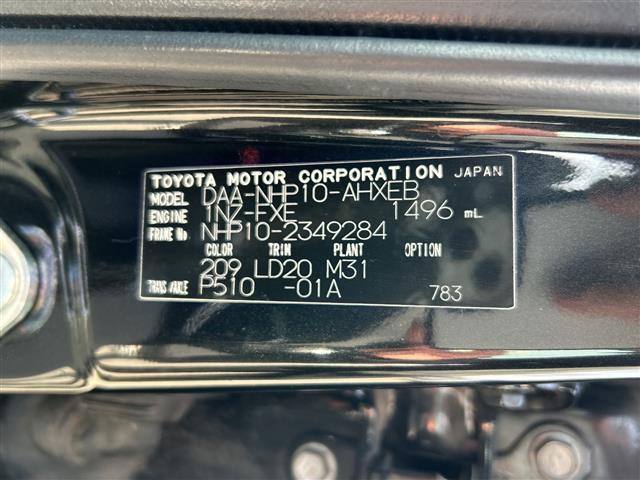 TOYOTA MOTOR CORPORATION JAPAN
MODEL DAA-NHP10-AHXEB
ENGINE 1NZ-FXE 1496 mL
FRAME No. NHP10-2349284
COLOR TRIM PLANT OPTION
209 LD20 M31
TRANS/AXLE P510 -01A 783